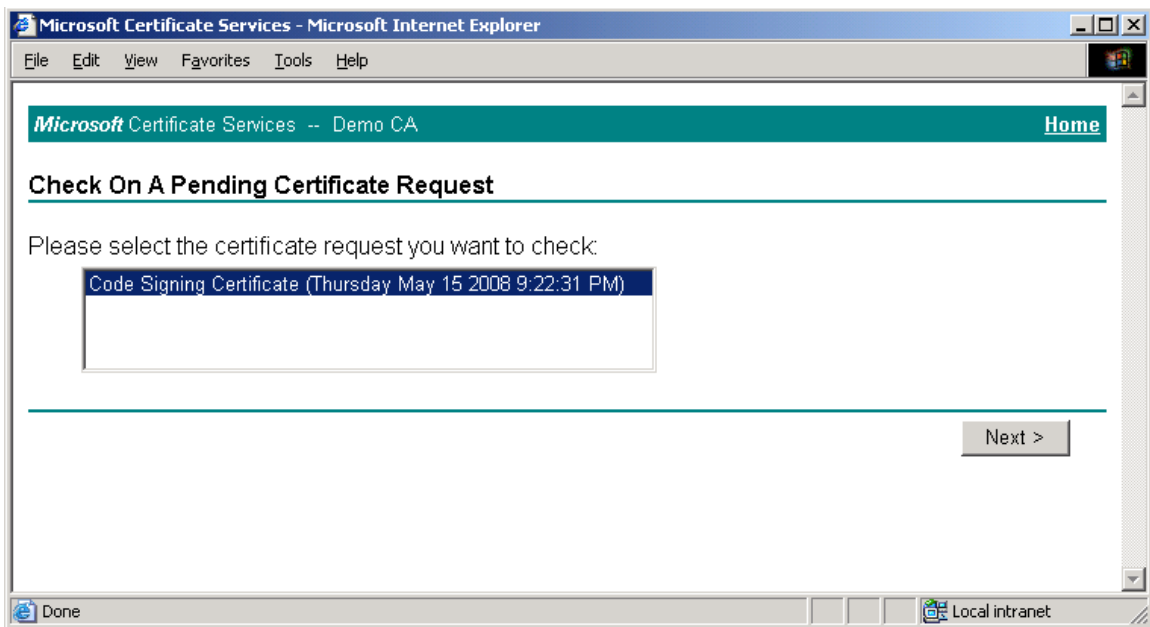 Microsoft Certificate Services - Microsoft Internet Explorer
File Edit View Favorites Tools Help
Microsoft Certificate Services -- Demo CA Home
Check On A Pending Certificate Request
Please select the certificate request you want to check:
Code Signing Certificate (Thursday May 15 2008 9:22:31 PM)
Next >
Done Local intranet